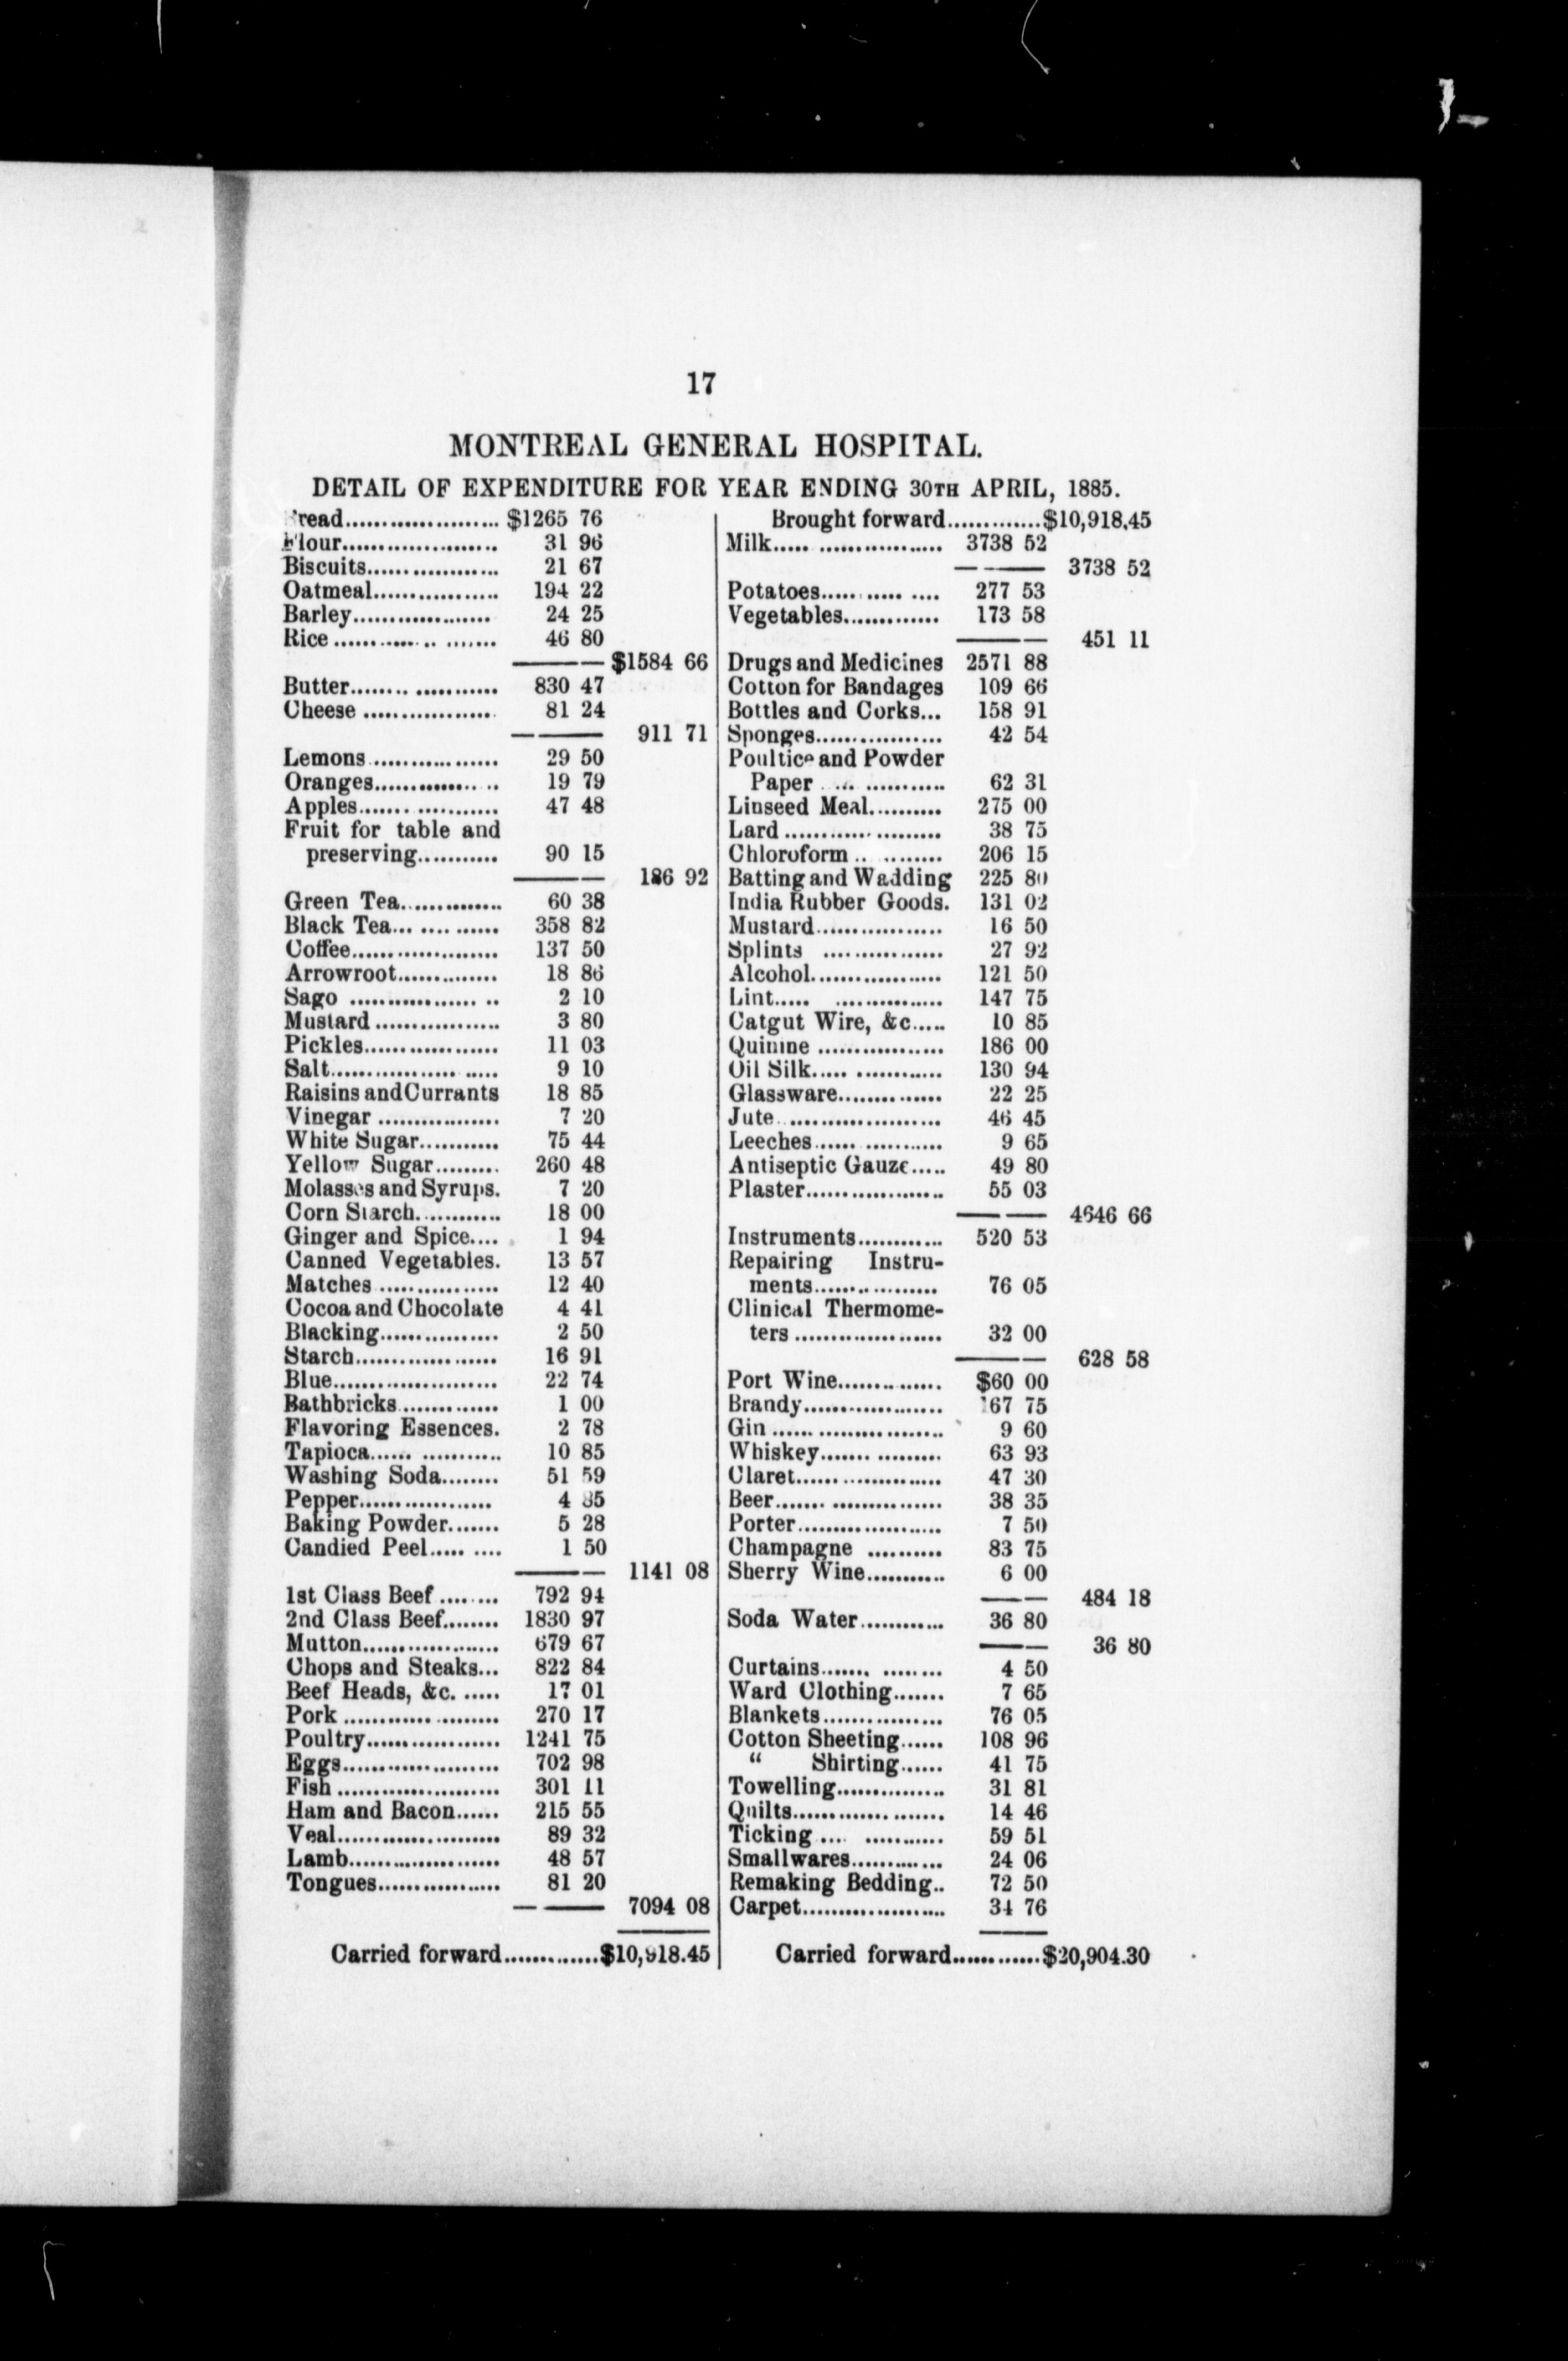 17
MONTREAL GENERAL HOSPITAL.
DETAIL OF EXPENDITURE FOR YEAR ENDING 30TH APRIL, 1885.
Bread..................... $1265 76
Flour...................... 31 96
Biscuits................... 21 67
Oatmeal................. 194 22
Barley................... 24 25
Rice ..................... 46 80
$1584 66
Butter.................... 830 47
Cheese .................. 81 24
911 71
Lemons.................. 29 50
Oranges................. 19 79
Apples................... 47 48
Fruit for table and
preserving........... 90 15
186 92
Green Tea.............. 60 38
Black Tea............... 358 82
Coffee.................... 137 50
Arrowroot.............. 18 86
Sago ................... 2 10
Mustard ................. 3 80
Pickles................... 11 03
Salt....................... 9 10
Raisins and Currants 18 85
Vinegar ................. 7 20
White Sugar........... 75 44
Yellow Sugar......... 260 48
Molasses and Syrups. 7 20
Corn Starch............ 18 00
Ginger and Spice.... 1 94
Canned Vegetables. 13 57
Matches ................ 12 40
Cocoa and Chocolate 4 41
Blacking................ 2 50
Starch.................... 16 91
Blue....................... 22 74
Bathbricks............. 1 00
Flavoring Essences. 2 78
Tapioca................. 10 85
Washing Soda........ 51 59
Pepper.................. 4 35
Baking Powder....... 5 28
Candied Peel......... 1 50
1141 08
1st Class Beef ........ 792 94
2nd Class Beef........ 1830 97
Mutton................... 679 67
Chops and Steaks... 822 84
Beef Heads, &c. ..... 17 01
Pork ..................... 270 17
Poultry.................. 1241 75
Eggs...................... 702 98
Fish ...................... 301 11
Ham and Bacon...... 215 55
Veal....................... 89 32
Lamb..................... 48 57
Tongues................. 81 20
7094 08
Carried forward.............$10,918.45
Brought forward.............$10,918.45
Milk....................... 3738 52
3738 52
Potatoes................. 277 53
Vegetables............. 173 58
451 11
Drugs and Medicines 2571 88
Cotton for Bandages 109 66
Bottles and Corks... 158 91
Sponges................. 42 54
Poultice and Powder
Paper ................ 62 31
Linseed Meal.......... 275 00
Lard ..................... 38 75
Chloroform ........... 206 15
Batting and Wadding 225 80
India Rubber Goods. 131 02
Mustard................. 16 50
Splints ................ 27 92
Alcohol.................. 121 50
Lint..................... 147 75
Catgut Wire, &c..... 10 85
Quinine ................. 186 00
Oil Silk................. 130 94
Glassware.............. 22 25
Jute ..................... 46 45
Leeches................. 9 65
Antiseptic Gauze..... 49 80
Plaster................... 55 03
4646 66
Instruments............ 520 53
Repairing Instru-
ments................. 76 05
Clinical Thermome-
ters .................... 32 00
628 58
Port Wine.............. $60 00
Brandy................... 167 75
Gin ....................... 9 60
Whiskey................ 63 93
Claret.................... 47 30
Beer...................... 38 35
Porter.................... 7 50
Champagne .......... 83 75
Sherry Wine........... 6 00
484 18
Soda Water............ 36 80
36 80
Curtains................ 4 50
Ward Clothing....... 7 65
Blankets................ 76 05
Cotton Sheeting...... 108 96
“ Shirting...... 41 75
Towelling............... 31 81
Quilts.................... 14 46
Ticking ............... 59 51
Smallwares............. 24 06
Remaking Bedding.. 72 50
Carpet.................... 34 76
Carried forward............$20,904.30